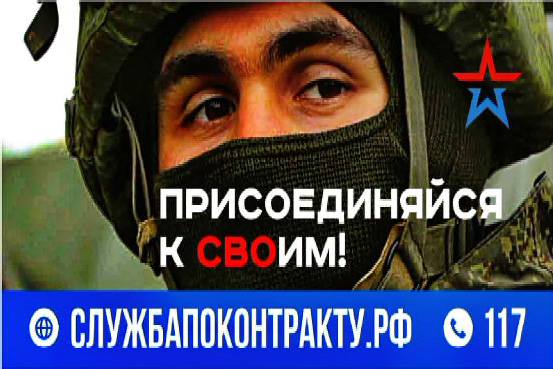 ПРИСОЕДИНЯЙСЯ
К СВОИМ!
СЛУЖБАПОКОНТРАКТУ.РФ 117